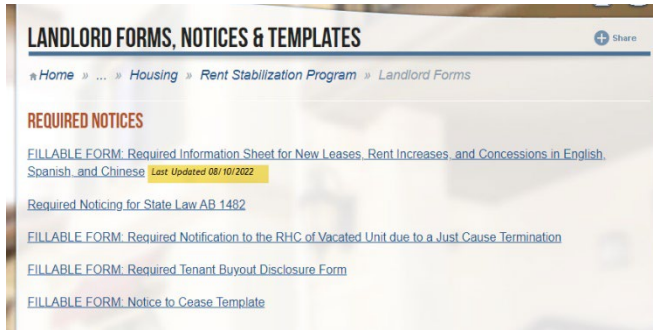 LANDLORD FORMS, NOTICES & TEMPLATES
Share
Home » ... » Housing » Rent Stabilization Program » Landlord Forms
REQUIRED NOTICES
FILLABLE FORM: Required Information Sheet for New Leases, Rent Increases, and Concessions in English,
Spanish, and Chinese Last Updated 08/10/2022
Required Noticing for State Law AB 1482
FILLABLE FORM: Required Notification to the RHC of Vacated Unit due to a Just Cause Termination
FILLABLE FORM: Required Tenant Buyout Disclosure Form
FILLABLE FORM: Notice to Cease Template